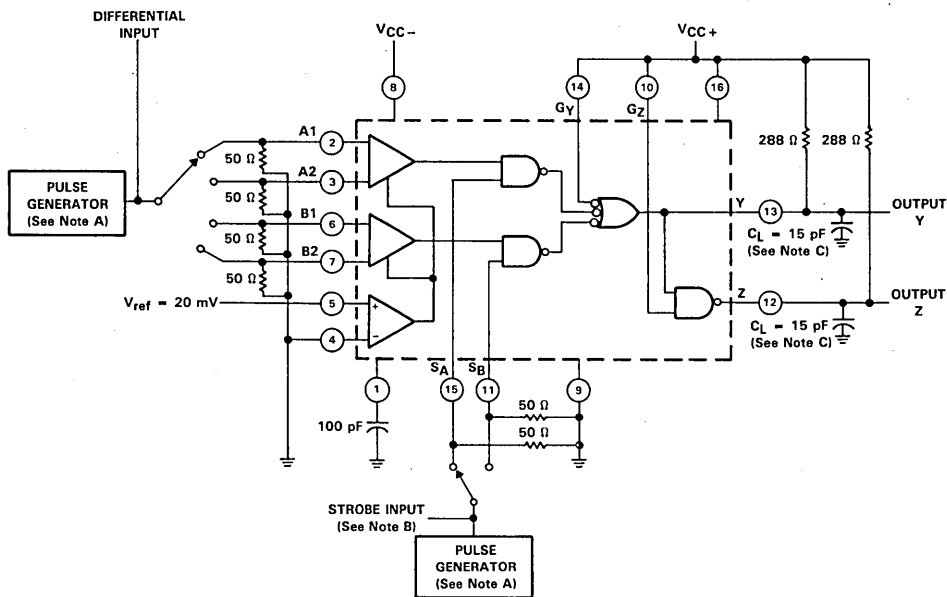 DIFFERENTIAL
INPUT
VCC−
VCC+
8
14
10
16
GY
GZ
A1
2
50 Ω
A2
3
50 Ω
B1
6
50 Ω
B2
7
50 Ω
PULSE
GENERATOR
(See Note A)
Vref = 20 mV
5
+
4
−
288 Ω
288 Ω
Y
13
OUTPUT
Y
CL = 15 pF
(See Note C)
Z
12
OUTPUT
Z
CL = 15 pF
(See Note C)
SA
SB
1
15
11
9
100 pF
50 Ω
50 Ω
STROBE INPUT
(See Note B)
PULSE
GENERATOR
(See Note A)